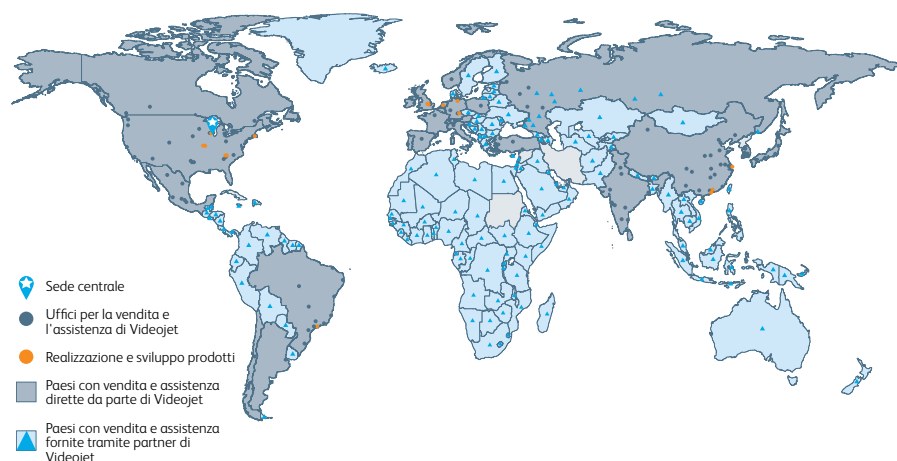 Sede centrale
Uffici per la vendita e
l'assistenza di Videojet
Realizzazione e sviluppo prodotti
Paesi con vendita e assistenza
dirette da parte di Videojet
Paesi con vendita e assistenza
fornite tramite partner di
Videojet